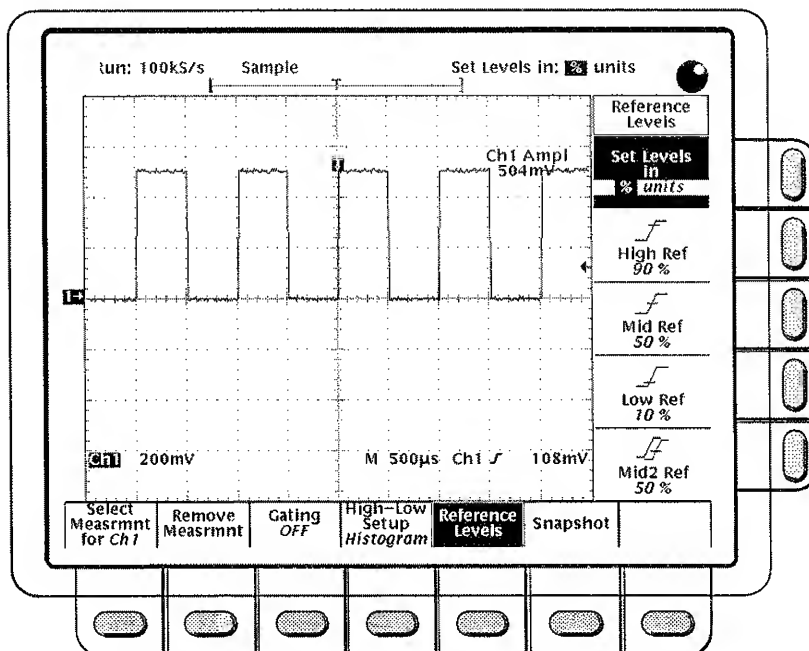 Run: 100kS/s Sample Set Levels in: % units
Reference
Levels
Set Levels
in
% units
Ch1 Ampl
504mV
T
High Ref
90 %
1
Mid Ref
50 %
Low Ref
10 %
Ch1 200mV M 500µs Ch1 108mV
Mid2 Ref
50 %
Select
Measrmnt
for Ch1
Remove
Measrmnt
Gating
OFF
High-Low
Setup
Histogram
Reference
Levels
Snapshot